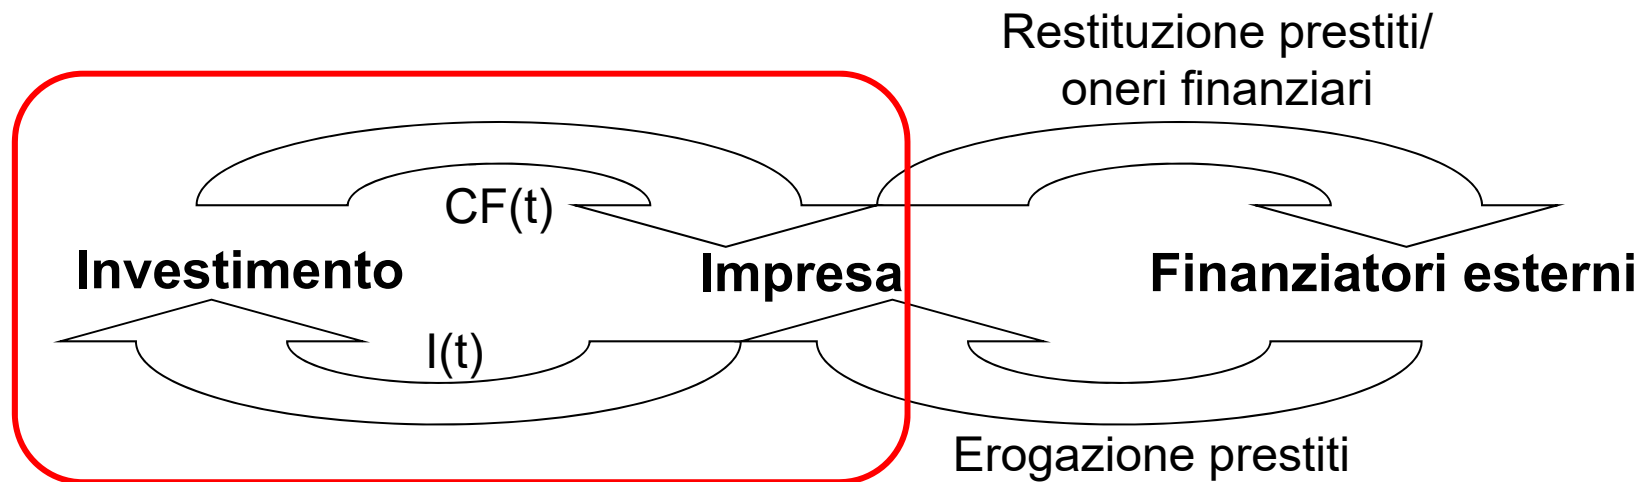 Restituzione prestiti/
oneri finanziari
CF(t)
Investimento
Impresa
Finanziatori esterni
I(t)
Erogazione prestiti